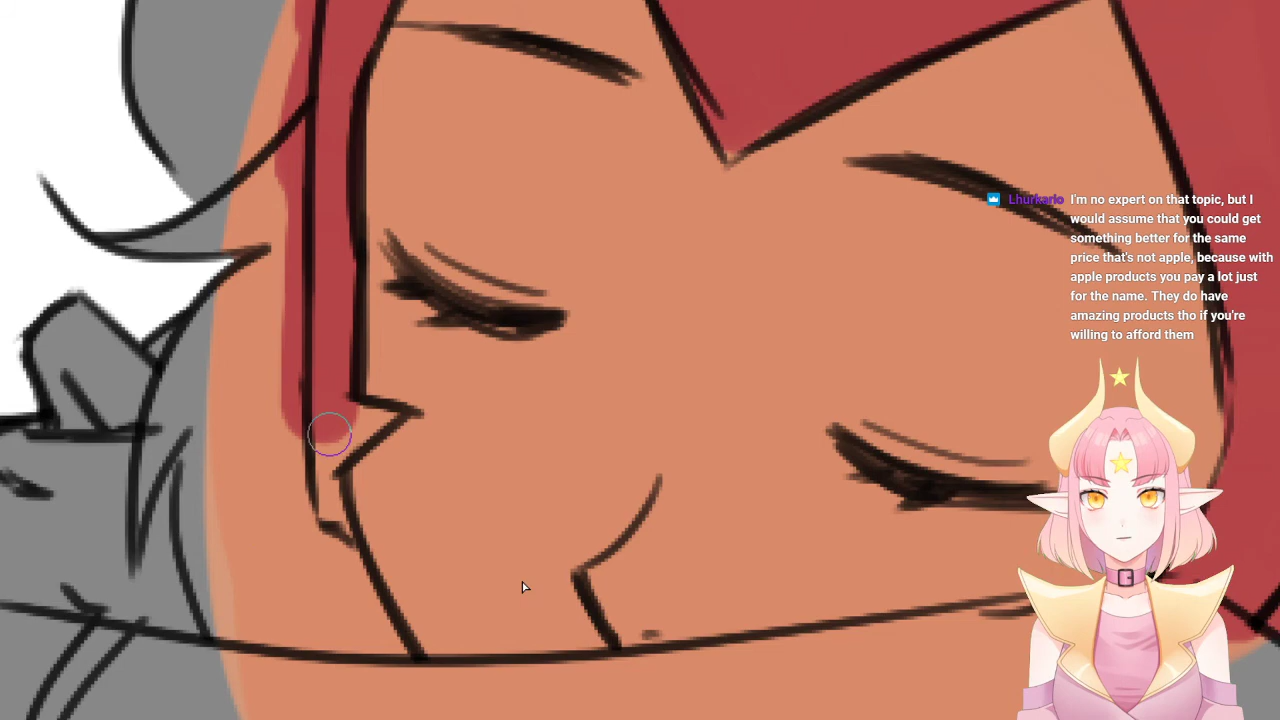 Lhurkario I'm no expert on that topic, but I
would assume that you could get
something better for the same
price that's not apple, because with
apple products you pay a lot just
for the name. They do have
amazing products tho if you're
willing to afford them